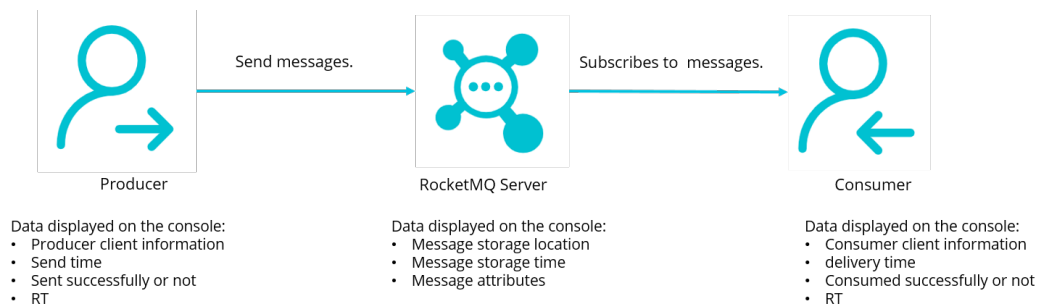 Send messages.
Subscribes to messages.
Producer
RocketMQ Server
Consumer
Data displayed on the console:
• Producer client information
• Send time
• Sent successfully or not
• RT
Data displayed on the console:
• Message storage location
• Message storage time
• Message attributes
Data displayed on the console:
• Consumer client information
• delivery time
• Consumed successfully or not
• RT